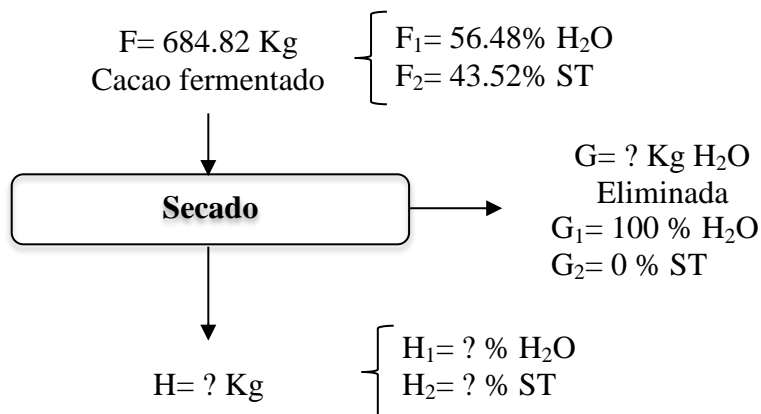 F= 684.82 Kg
Cacao fermentado
F₁= 56.48% H₂O
F₂= 43.52% ST
Secado
G= ? Kg H₂O
Eliminada
G₁= 100 % H₂O
G₂= 0 % ST
H= ? Kg
H₁= ? % H₂O
H₂= ? % ST